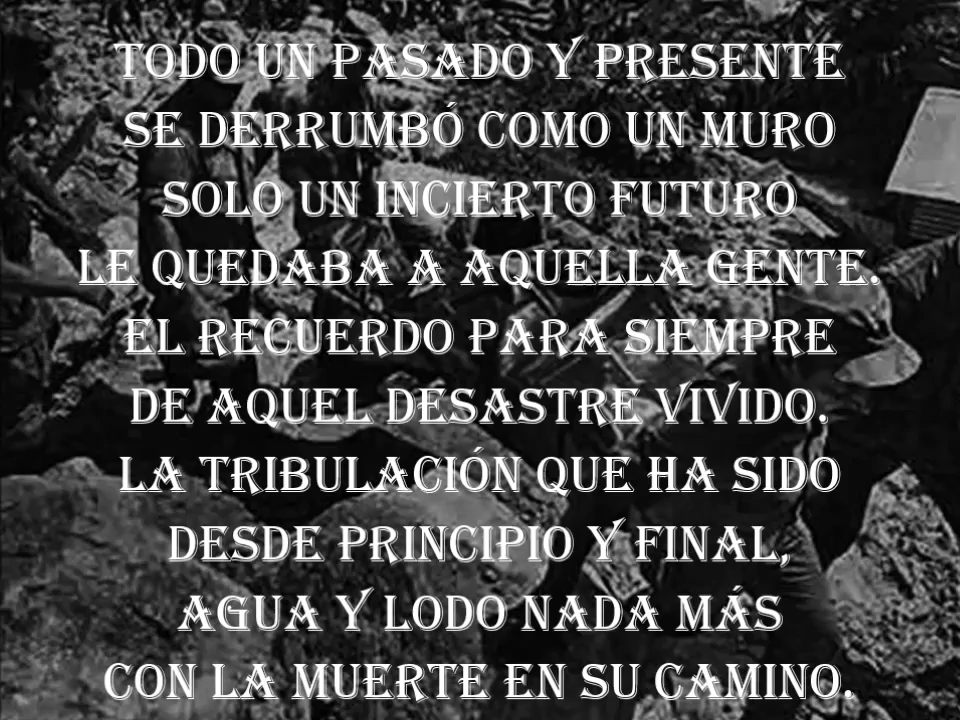 TODO UN PASADO Y PRESENTE
SE DERRUMBÓ COMO UN MURO
SOLO UN INCIERTO FUTURO
LE QUEDABA A AQUELLA GENTE.
EL RECUERDO PARA SIEMPRE
DE AQUEL DESASTRE VIVIDO.
LA TRIBULACIÓN QUE HA SIDO
DESDE PRINCIPIO Y FINAL,
AGUA Y LODO NADA MÁS
CON LA MUERTE EN SU CAMINO.